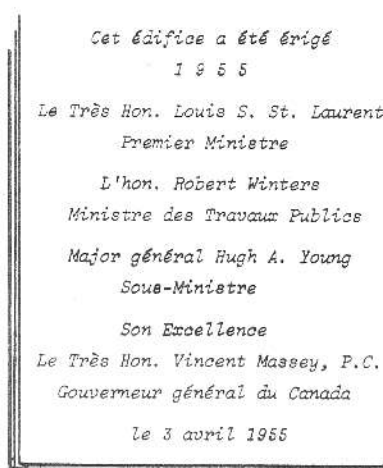 Cet édifice a été érigé
1 9 5 5
Le Très Hon. Louis S. St. Laurent
Premier Ministre
L'hon. Robert Winters
Ministre des Travaux Publics
Major général Hugh A. Young
Sous-Ministre
Son Excellence
Le Très Hon. Vincent Massey, P.C.
Gouverneur général du Canada
le 3 avril 1955